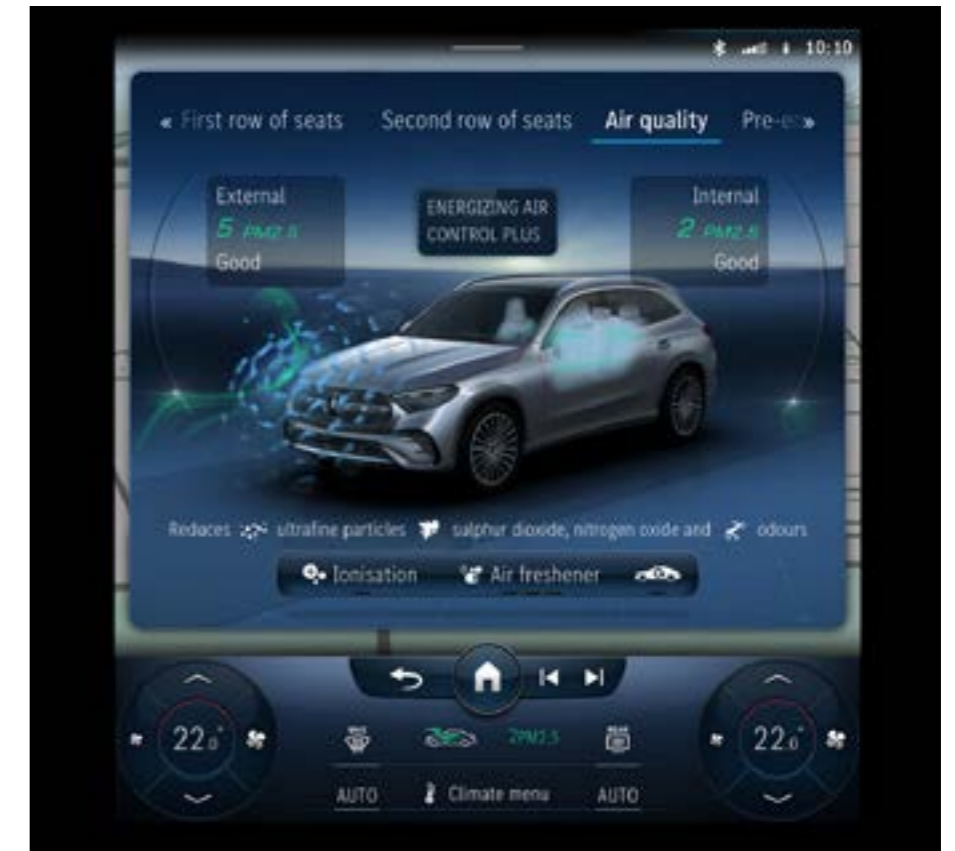 10:10
« First row of seats Second row of seats Air quality Pre-e »
External
5 PM2.5
Good
ENERGIZING AIR
CONTROL PLUS
Internal
2 PM2.5
Good
Reduces ultrafine particles sulphur dioxide, nitrogen oxide and odours
Ionisation Air freshener
22.0° 2PM2.5 22.0°
AUTO Climate menu AUTO